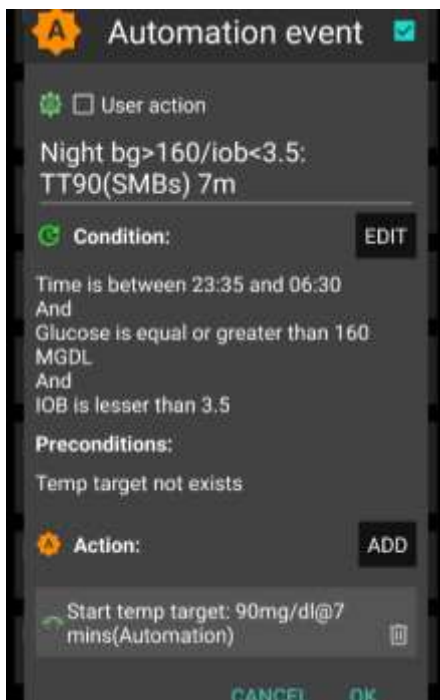 A Automation event
User action
Night bg>160/iob<3.5:
TT90(SMBs) 7m
Condition: EDIT
Time is between 23:35 and 06:30
And
Glucose is equal or greater than 160
MGDL
And
IOB is lesser than 3.5
Preconditions:
Temp target not exists
A Action: ADD
Start temp target: 90mg/dl@7
mins(Automation)
CANCEL OK